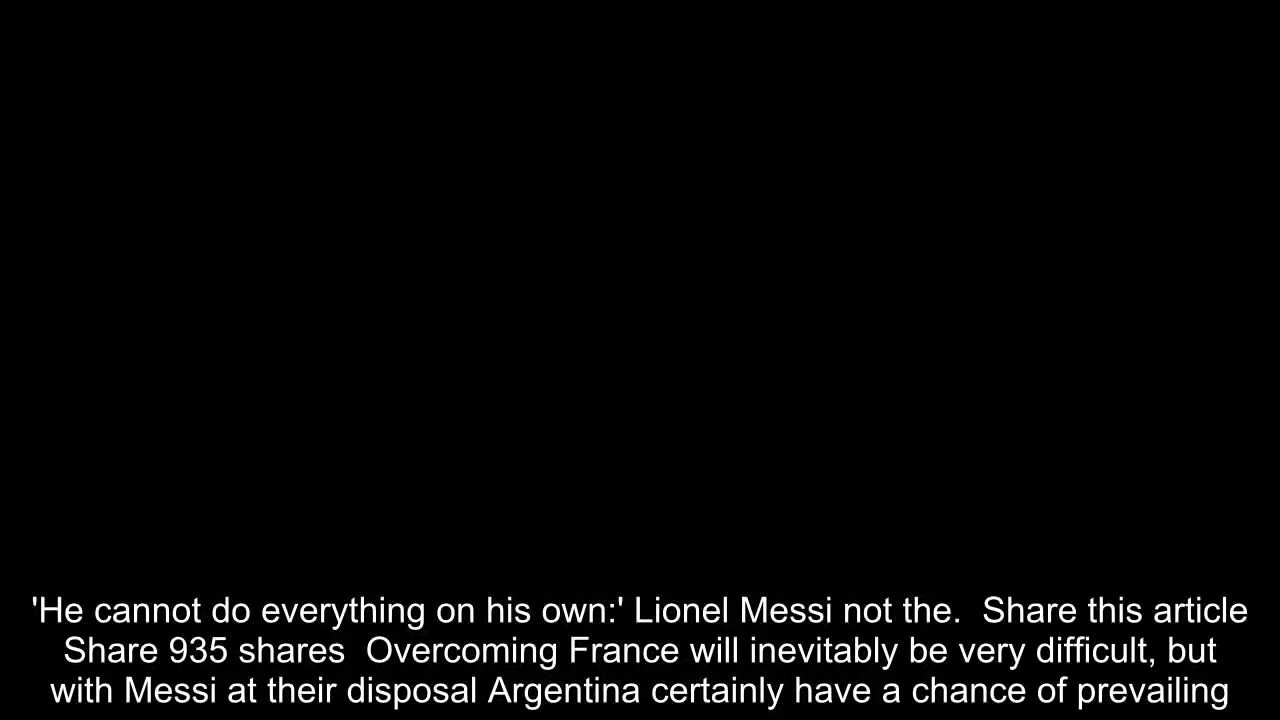 'He cannot do everything on his own:' Lionel Messi not the.  Share this article
Share 935 shares  Overcoming France will inevitably be very difficult, but
with Messi at their disposal Argentina certainly have a chance of prevailing